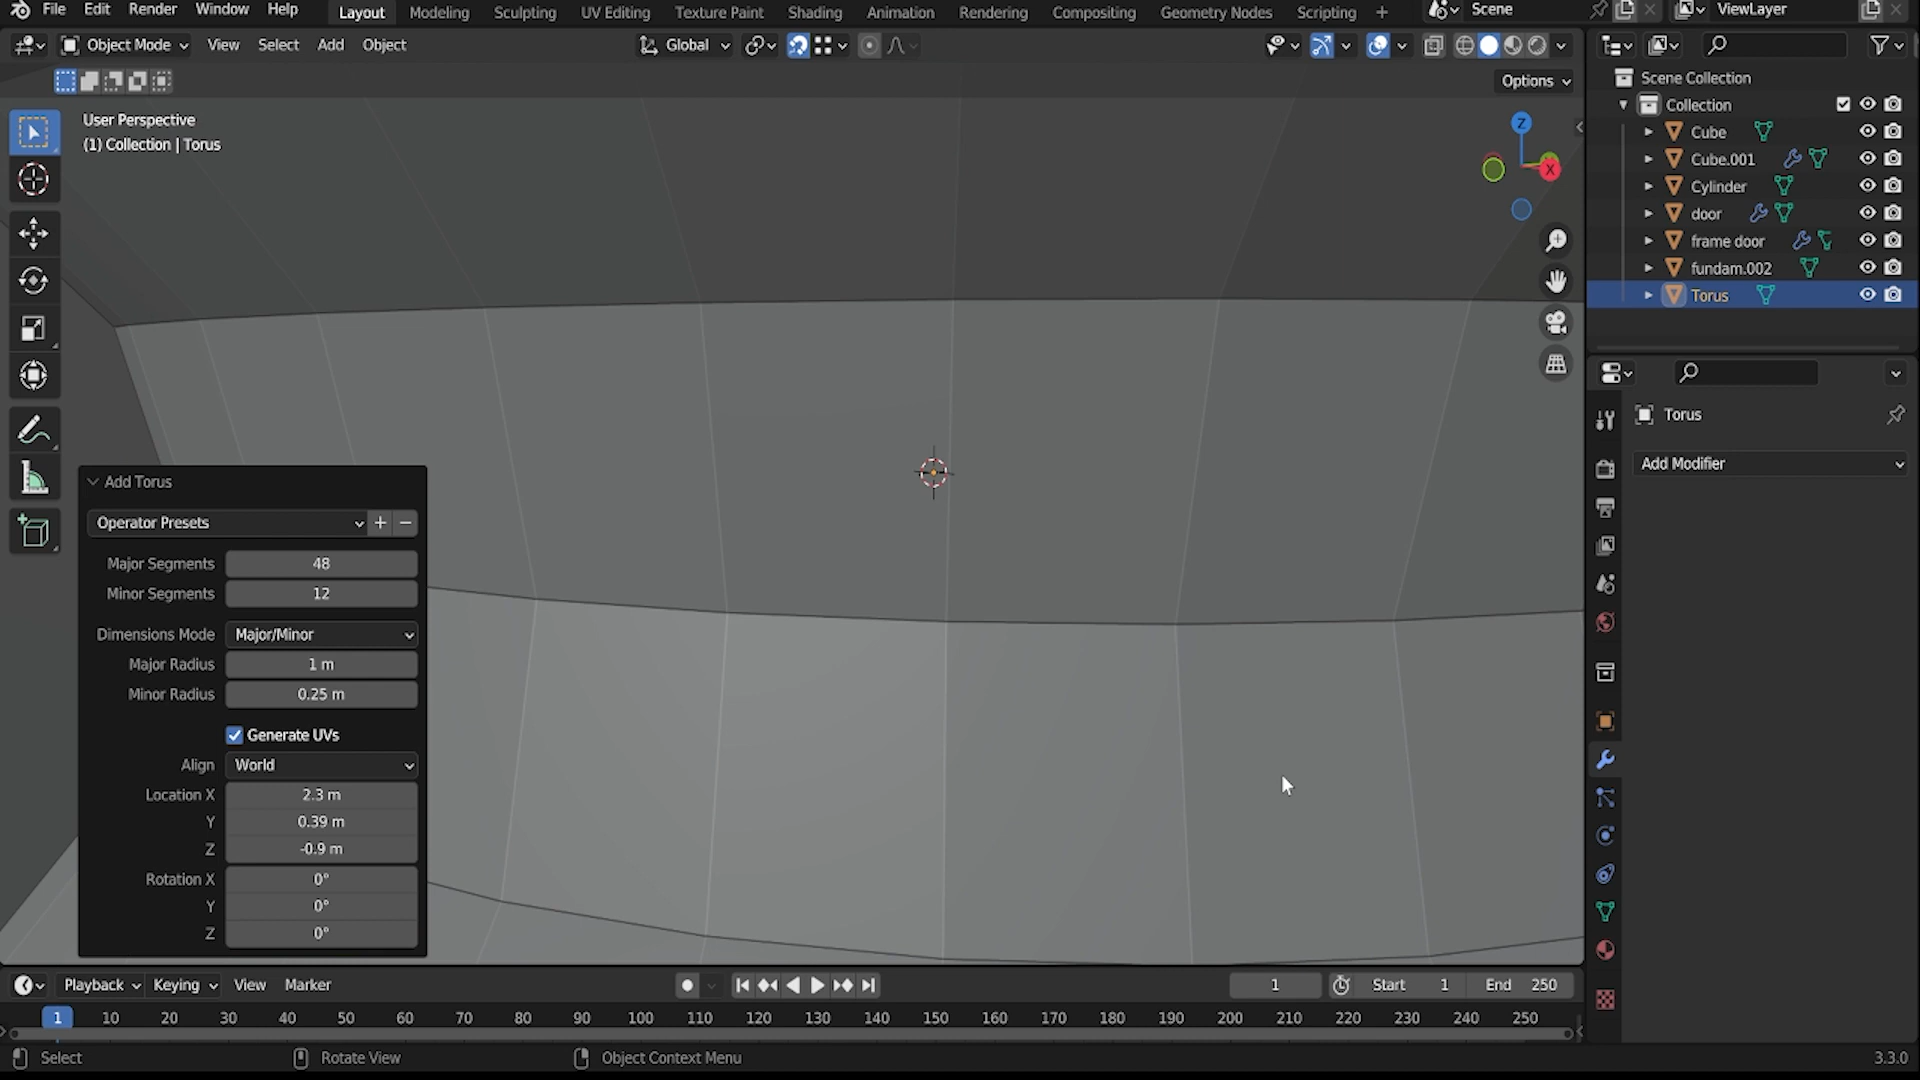 File Edit Render Window Help Layout Modeling Sculpting UV Editing Texture Paint Shading Animation Rendering Compositing Geometry Nodes Scripting + Scene ViewLayer
Object Mode View Select Add Object Global
Options
User Perspective
(1) Collection | Torus
Z
X
Scene Collection
Collection
Cube
Cube.001
Cylinder
door
frame door
fundam.002
Torus
Torus
Add Modifier
Add Torus
Operator Presets + −
Major Segments 48
Minor Segments 12
Dimensions Mode Major/Minor
Major Radius 1 m
Minor Radius 0.25 m
Generate UVs
Align World
Location X 2.3 m
Y 0.39 m
Z -0.9 m
Rotation X 0°
Y 0°
Z 0°
Playback Keying View Marker 1 Start 1 End 250
1 10 20 30 40 50 60 70 80 90 100 110 120 130 140 150 160 170 180 190 200 210 220 230 240 250
Select Rotate View Object Context Menu 3.3.0